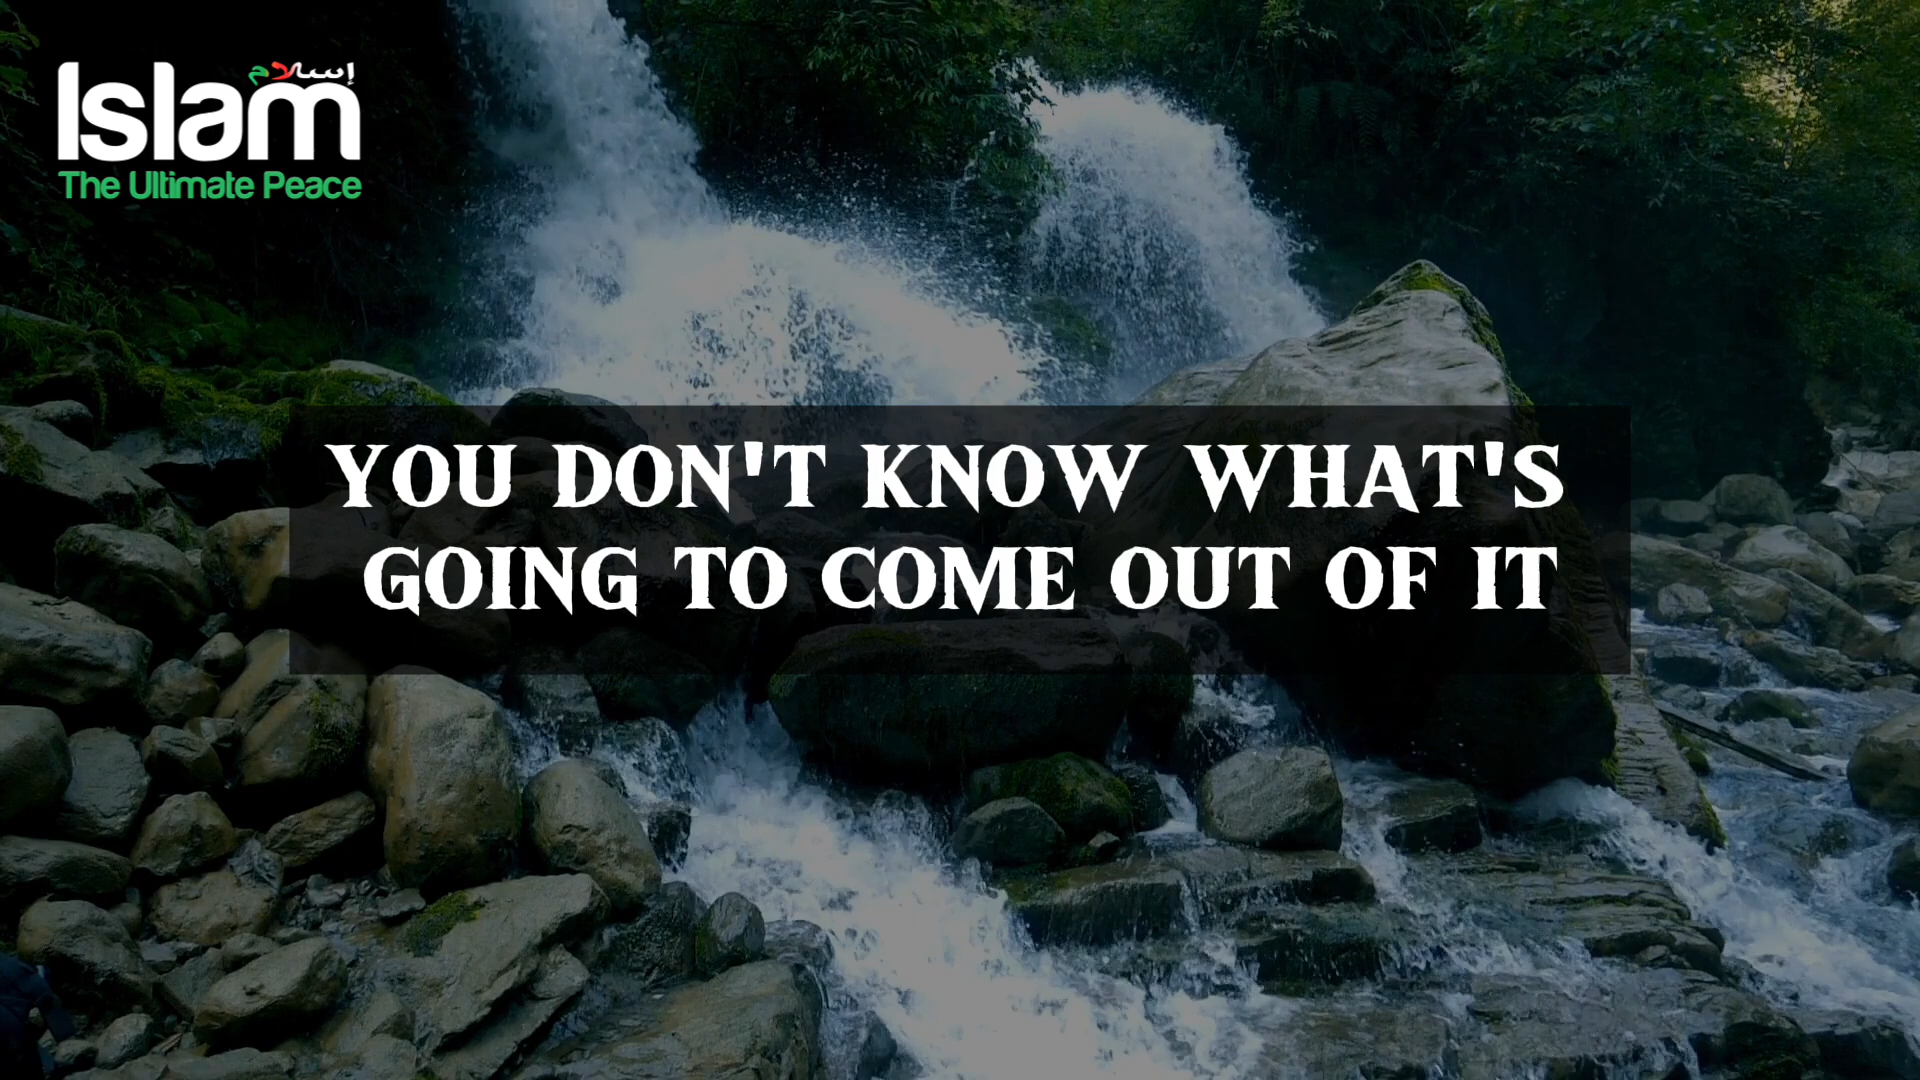 إسلام
Islam
The Ultimate Peace
YOU DON'T KNOW WHAT'S
GOING TO COME OUT OF IT